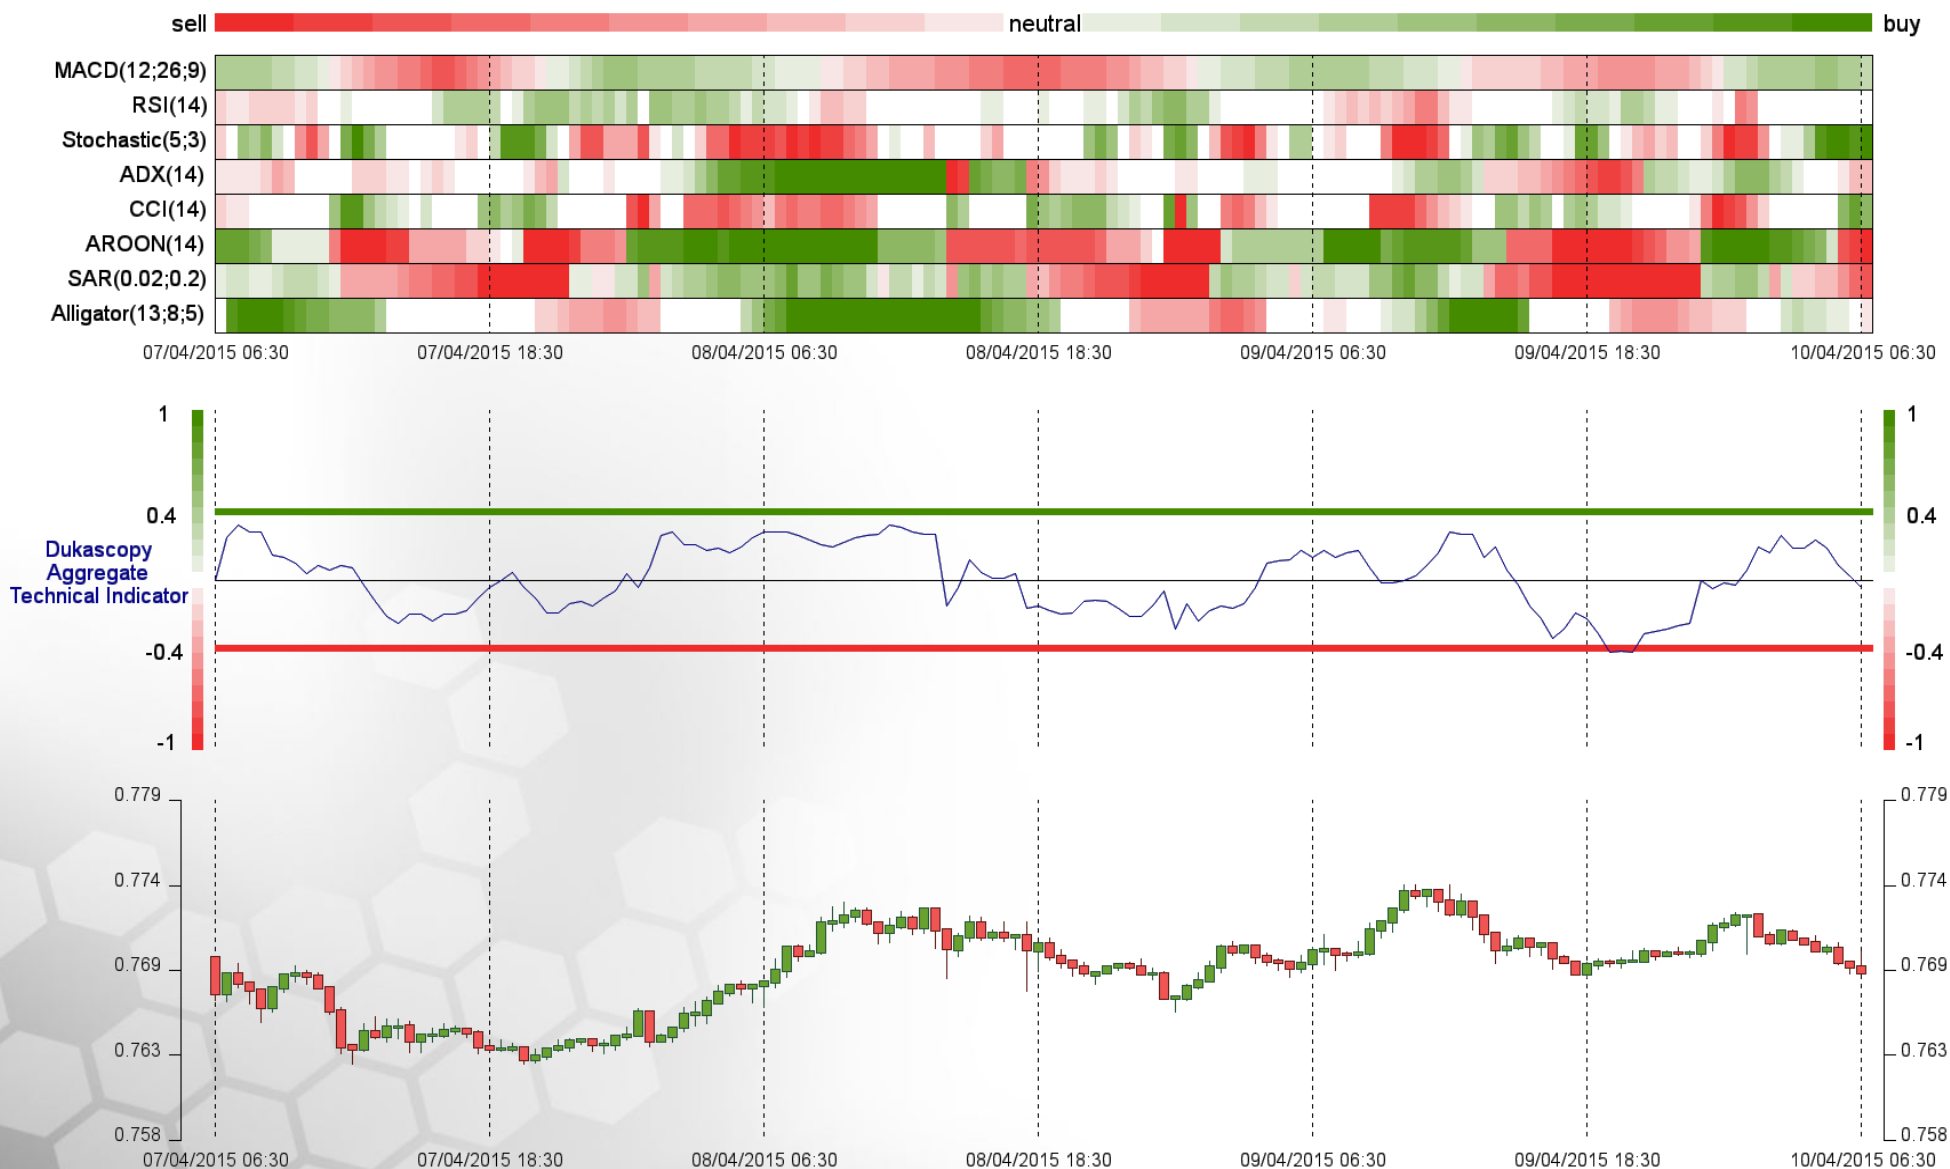 sell neutral buy
MACD(12;26;9)
RSI(14)
Stochastic(5;3)
ADX(14)
CCI(14)
AROON(14)
SAR(0.02;0.2)
Alligator(13;8;5)
07/04/2015 06:30 07/04/2015 18:30 08/04/2015 06:30 08/04/2015 18:30 09/04/2015 06:30 09/04/2015 18:30 10/04/2015 06:30
1 1
0.4 0.4
Dukascopy
Aggregate
Technical Indicator
-0.4 -0.4
-1 -1
0.779 0.779
0.774 0.774
0.769 0.769
0.763 0.763
0.758 0.758
07/04/2015 06:30 07/04/2015 18:30 08/04/2015 06:30 08/04/2015 18:30 09/04/2015 06:30 09/04/2015 18:30 10/04/2015 06:30